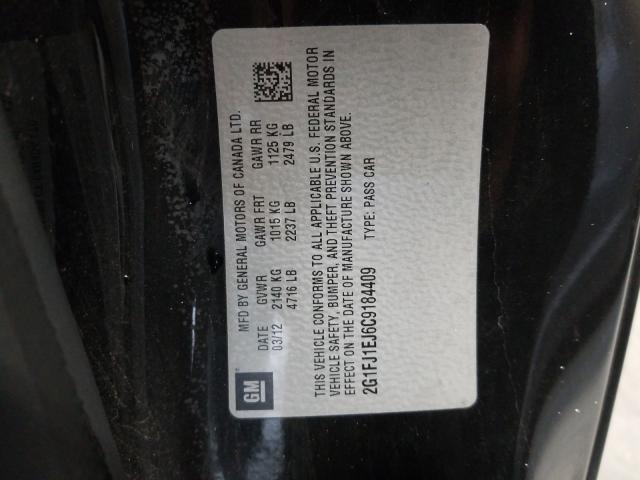 GM
MFD BY GENERAL MOTORS OF CANADA LTD.
DATE GVWR GAWR FRT GAWR RR
03/12 2140 KG 1015 KG 1125 KG
4716 LB 2237 LB 2479 LB
THIS VEHICLE CONFORMS TO ALL APPLICABLE U.S. FEDERAL MOTOR
VEHICLE SAFETY, BUMPER, AND THEFT PREVENTION STANDARDS IN
EFFECT ON THE DATE OF MANUFACTURE SHOWN ABOVE.
2G1FJ1EJ6C9184409 TYPE: PASS CAR